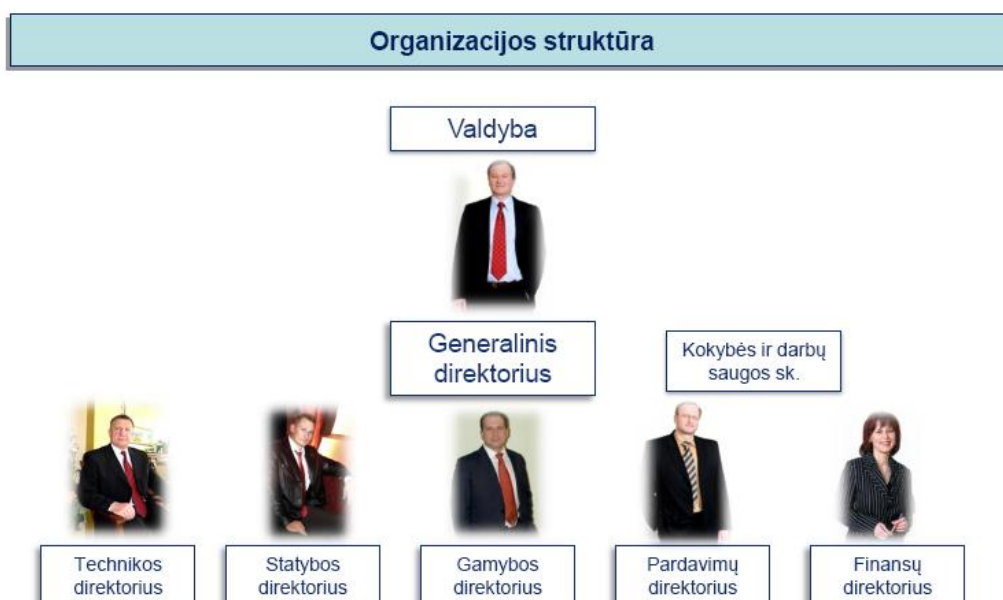 Organizacijos struktūra
Valdyba
Generalinis
direktorius
Kokybės ir darbų
saugos sk.
Technikos
direktorius
Statybos
direktorius
Gamybos
direktorius
Pardavimų
direktorius
Finansų
direktorius